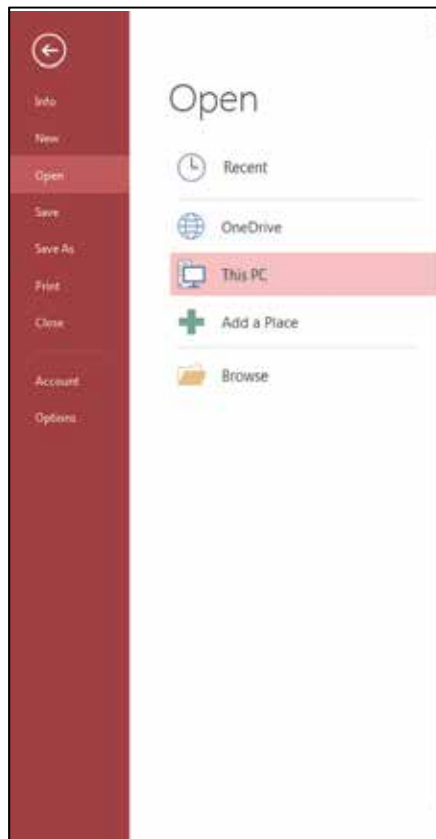 Info
New
Open
Save
Save As
Print
Close
Account
Options
Open
Recent
OneDrive
This PC
Add a Place
Browse